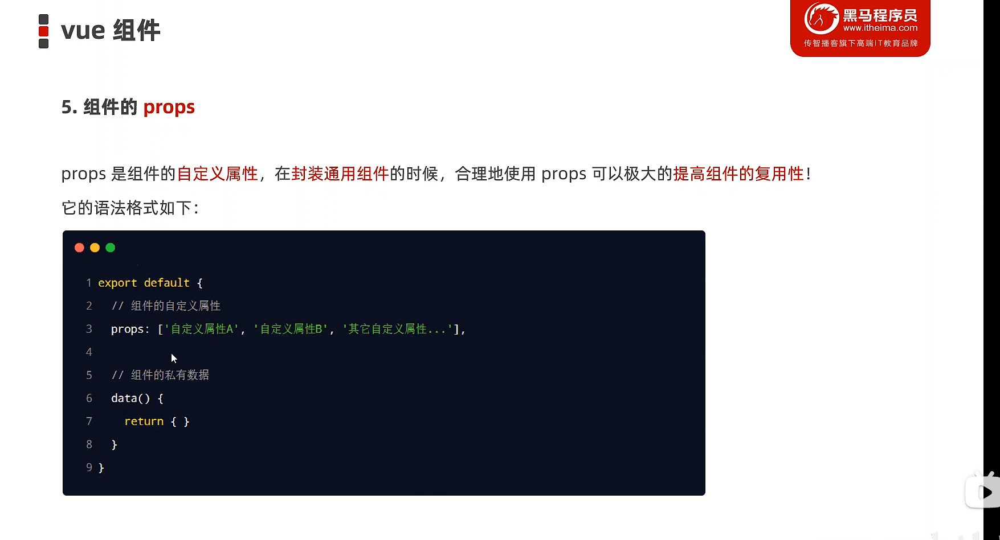 vue 组件
黑马程序员
www.itheima.com
传智播客旗下高端IT教育品牌
5. 组件的 props
props 是组件的自定义属性，在封装通用组件的时候，合理地使用 props 可以极大的提高组件的复用性！
它的语法格式如下：
1 export default {
2   // 组件的自定义属性
3   props: ['自定义属性A', '自定义属性B', '其它自定义属性...'],
4
5   // 组件的私有数据
6   data() {
7     return { }
8   }
9 }